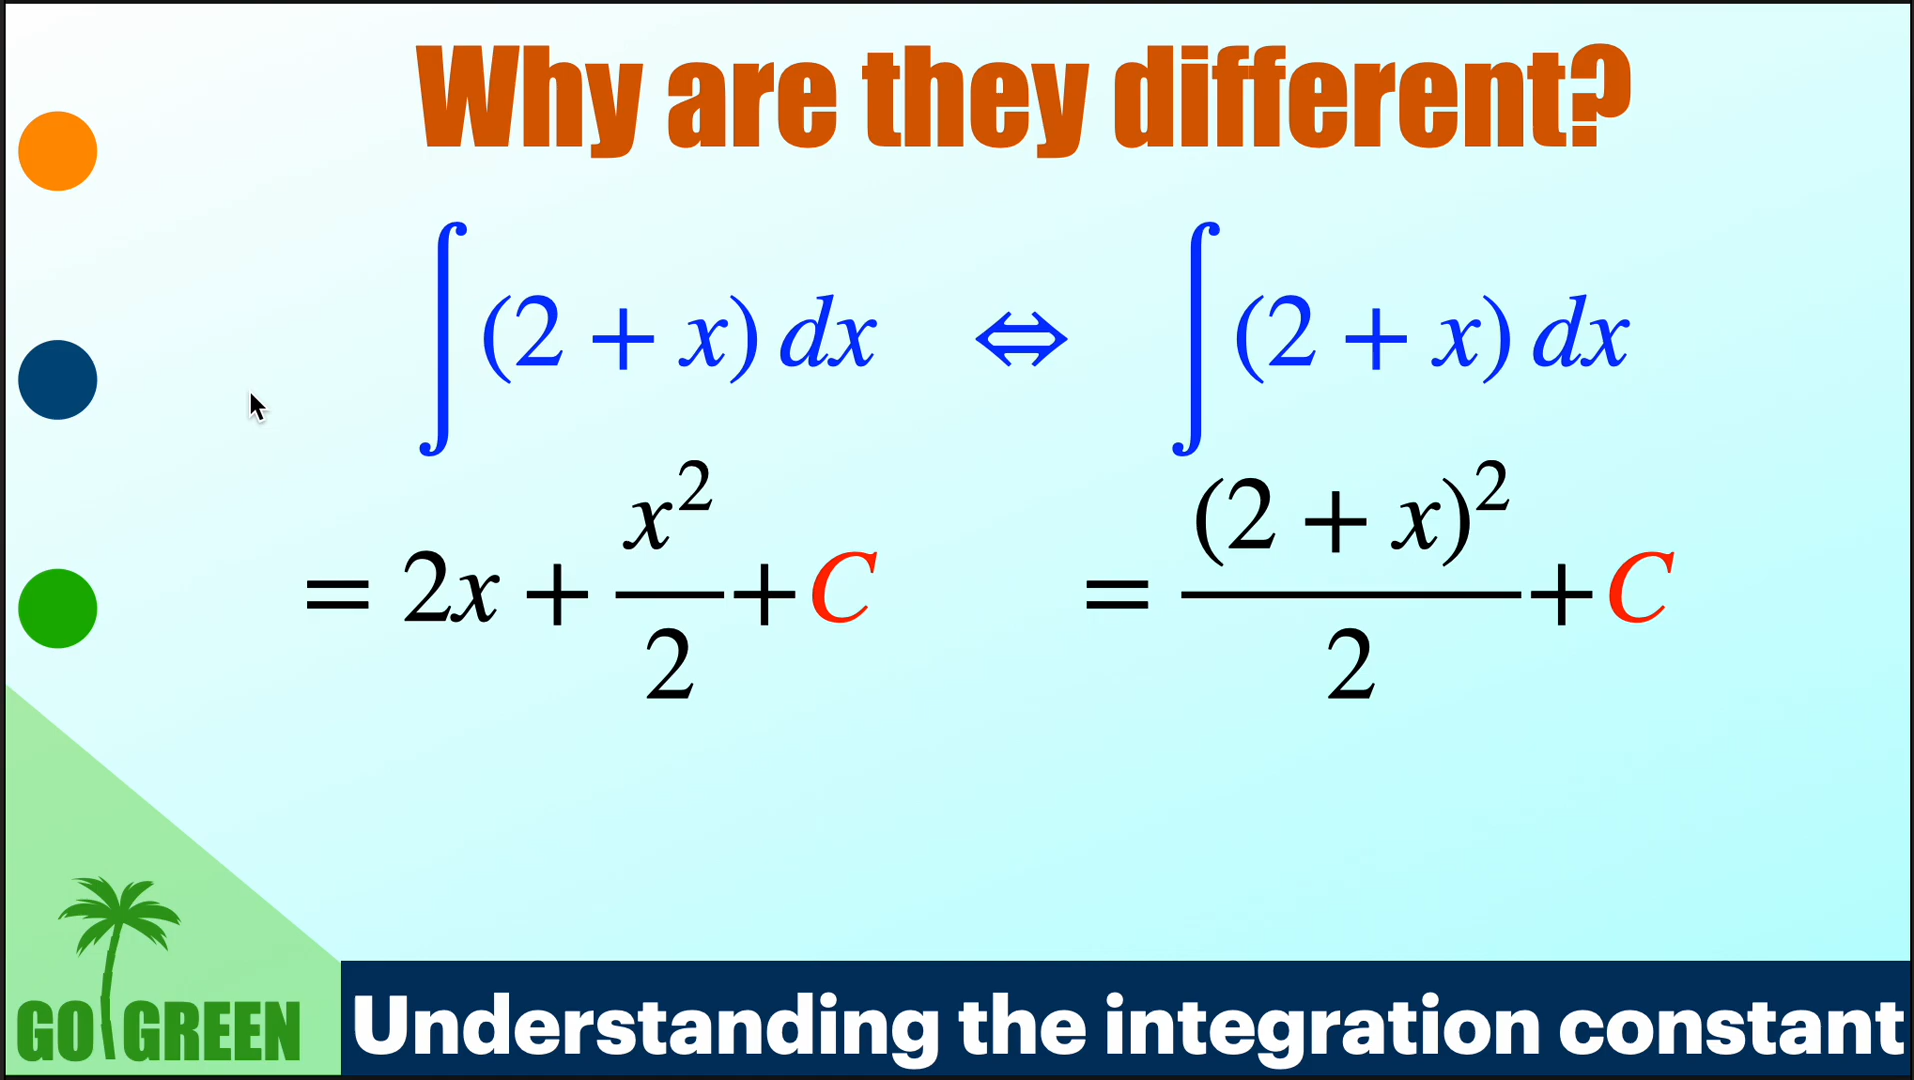 Why are they different?
∫(2 + x) dx ⇔ ∫(2 + x) dx
= 2x + x²/2 + C = (2 + x)²/2 + C
GO GREEN
Understanding the integration constant